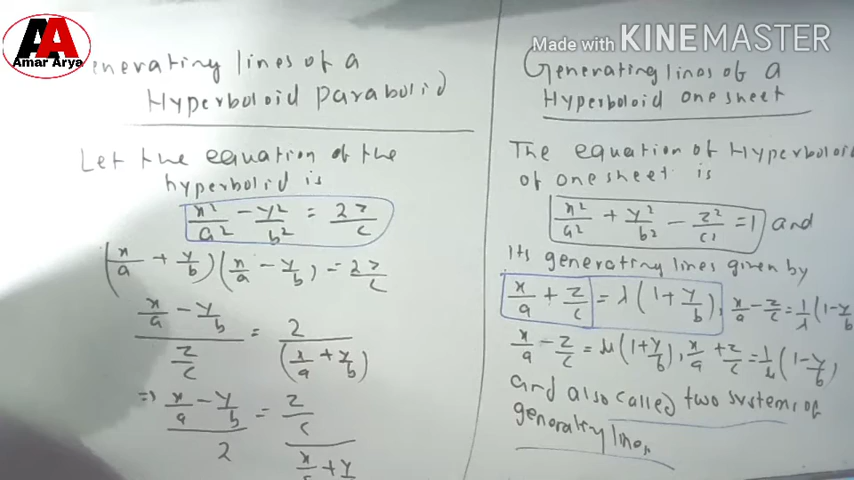 AA
Amar Arya
Made with KINEMASTER
enerating lines of a
Hyperboloid parabolid
Let the equation of the
hyperbolid is
x²/a² - y²/b² = 2z/c
(x/a + y/b)(x/a - y/b) = 2z/c
(x/a - y/b)/(z/c) = 2/(x/a + y/b)
=> (x/a - y/b)/2 = (z/c)/(x/a + y/
Generating lines of a
Hyperboloid one sheet
The equation of Hyperboloid
of one sheet is
x²/a² + y²/b² - z²/c² = 1 and
Its generating lines given by
x/a + z/c = λ(1 + y/b), x/a - z/c = 1/λ(1 - y/b
x/a - z/c = μ(1 + y/b), x/a + z/c = 1/μ(1 - y/b)
and also called two systems of